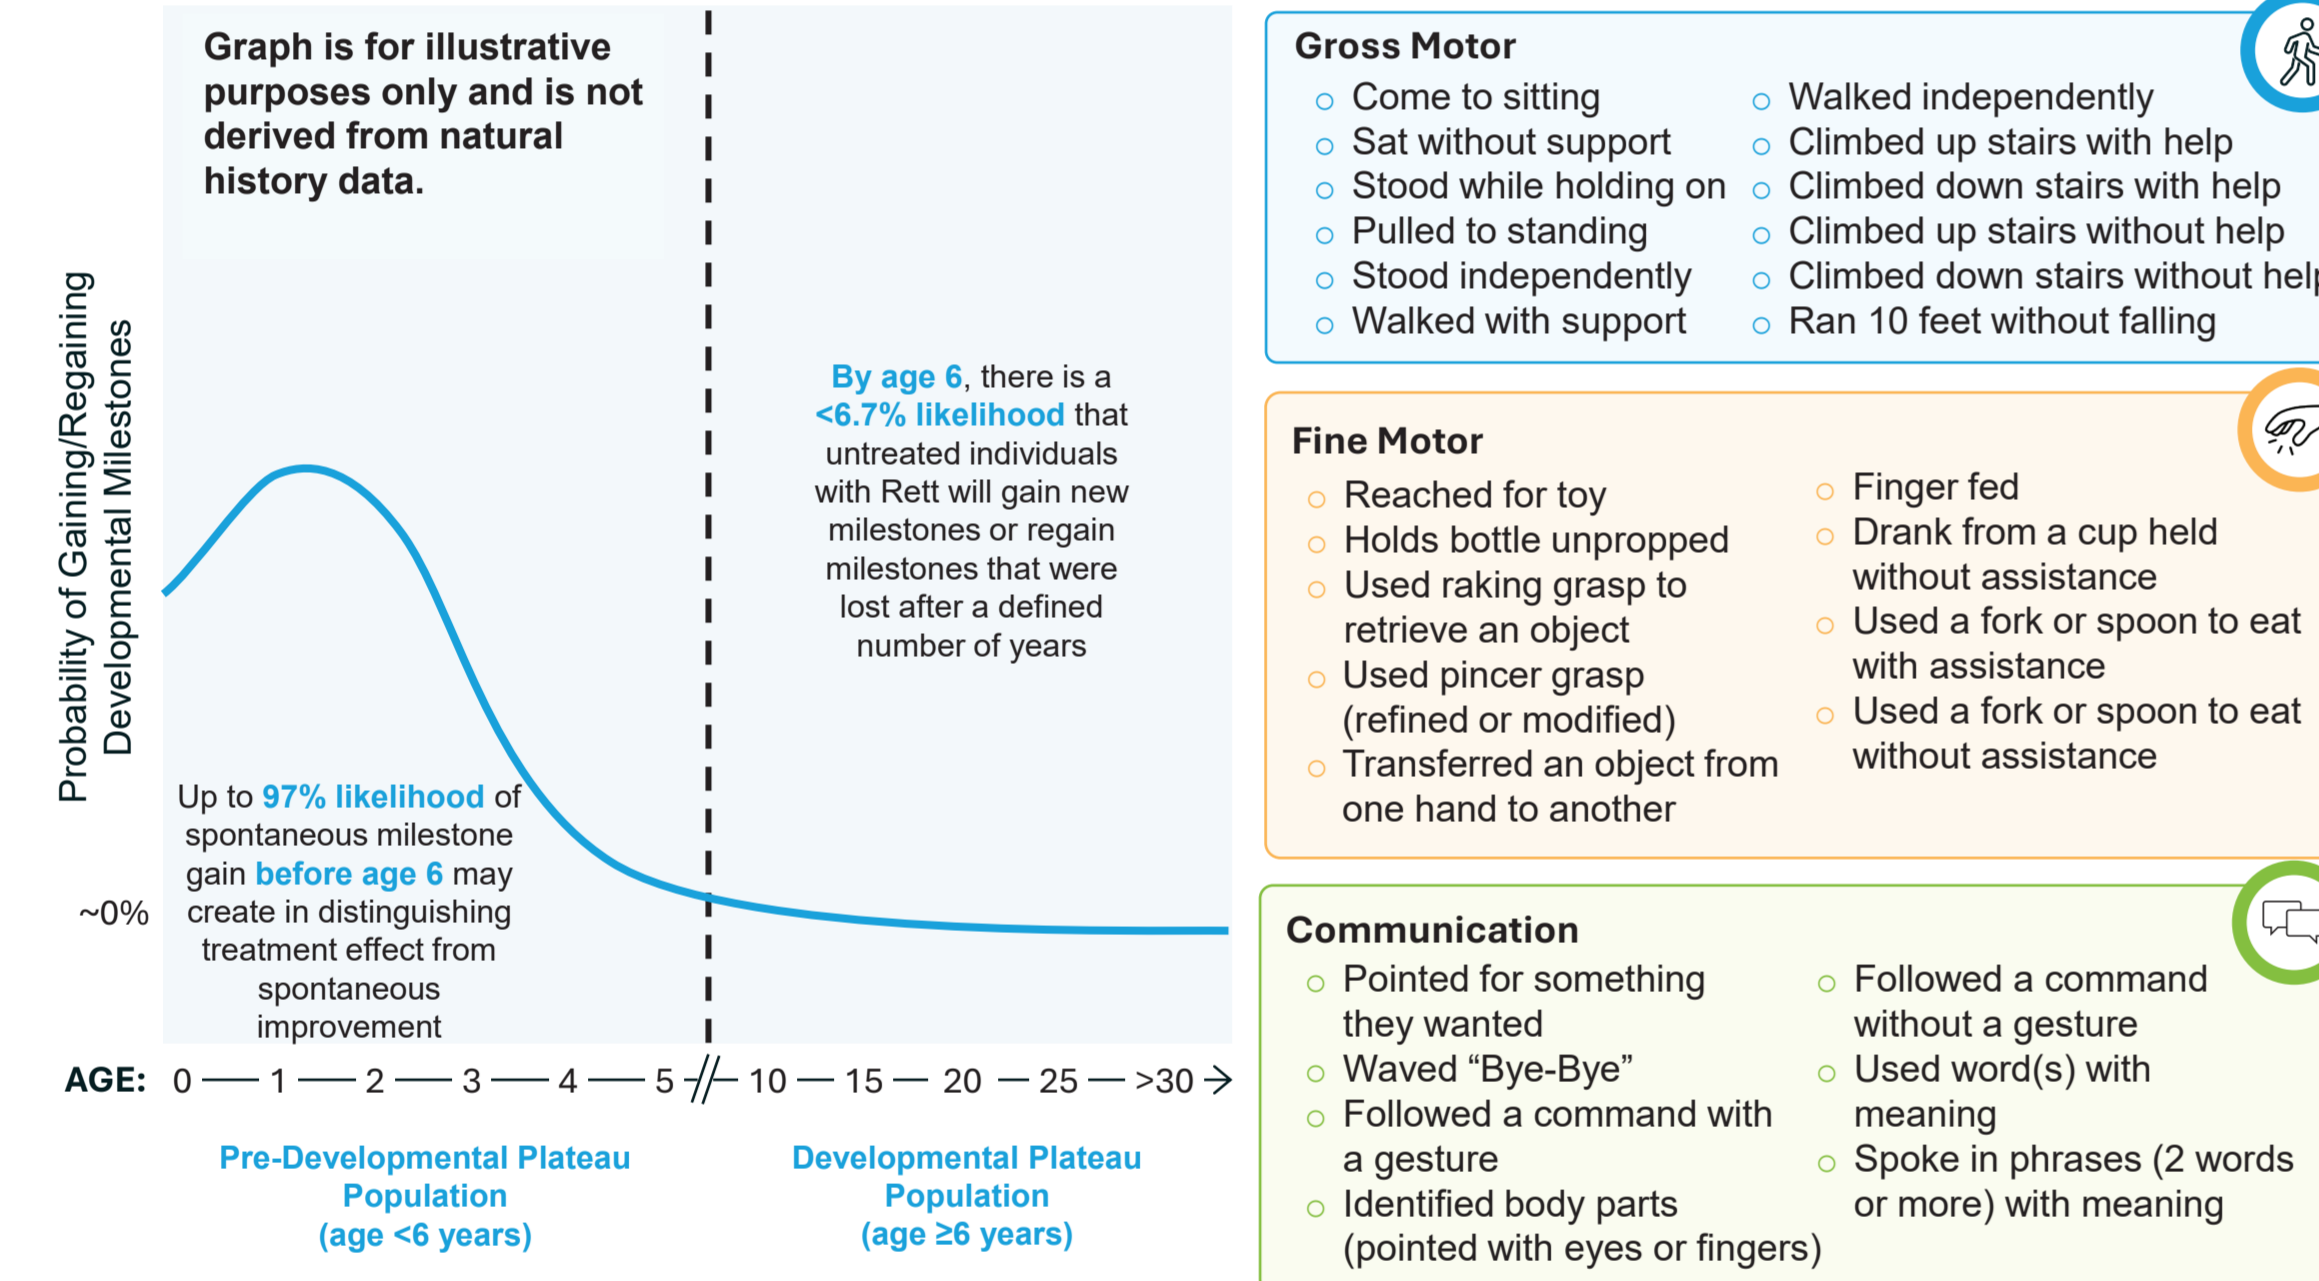 Graph is for illustrative
purposes only and is not
derived from natural
history data.
Probability of Gaining/Regaining
Developmental Milestones
By age 6, there is a
<6.7% likelihood that
untreated individuals
with Rett will gain new
milestones or regain
milestones that were
lost after a defined
number of years
Up to 97% likelihood of
spontaneous milestone
gain before age 6 may
create in distinguishing
treatment effect from
spontaneous
improvement
~0%
AGE: 0 1 2 3 4 5 10 15 20 25 >30
Pre-Developmental Plateau
Population
(age <6 years)
Developmental Plateau
Population
(age ≥6 years)
Gross Motor
Come to sitting
Sat without support
Stood while holding on
Pulled to standing
Stood independently
Walked with support
Walked independently
Climbed up stairs with help
Climbed down stairs with help
Climbed up stairs without help
Climbed down stairs without help
Ran 10 feet without falling
Fine Motor
Reached for toy
Holds bottle unpropped
Used raking grasp to
retrieve an object
Used pincer grasp
(refined or modified)
Transferred an object from
one hand to another
Finger fed
Drank from a cup held
without assistance
Used a fork or spoon to eat
with assistance
Used a fork or spoon to eat
without assistance
Communication
Pointed for something
they wanted
Waved “Bye-Bye”
Followed a command with
a gesture
Identified body parts
(pointed with eyes or fingers)
Followed a command
without a gesture
Used word(s) with
meaning
Spoke in phrases (2 words
or more) with meaning